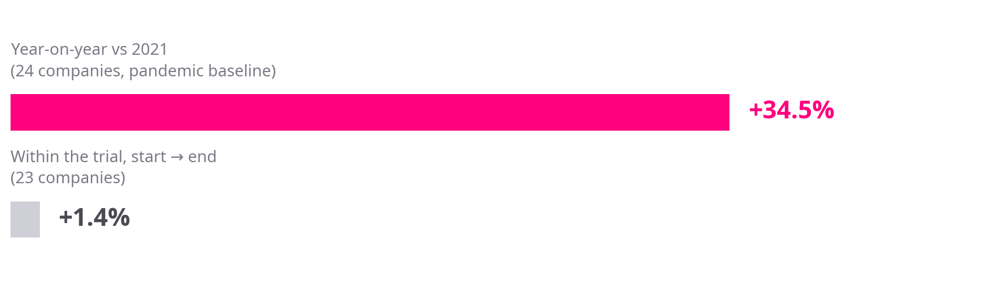 Year-on-year vs 2021
(24 companies, pandemic baseline)
+34.5%
Within the trial, start → end
(23 companies)
+1.4%